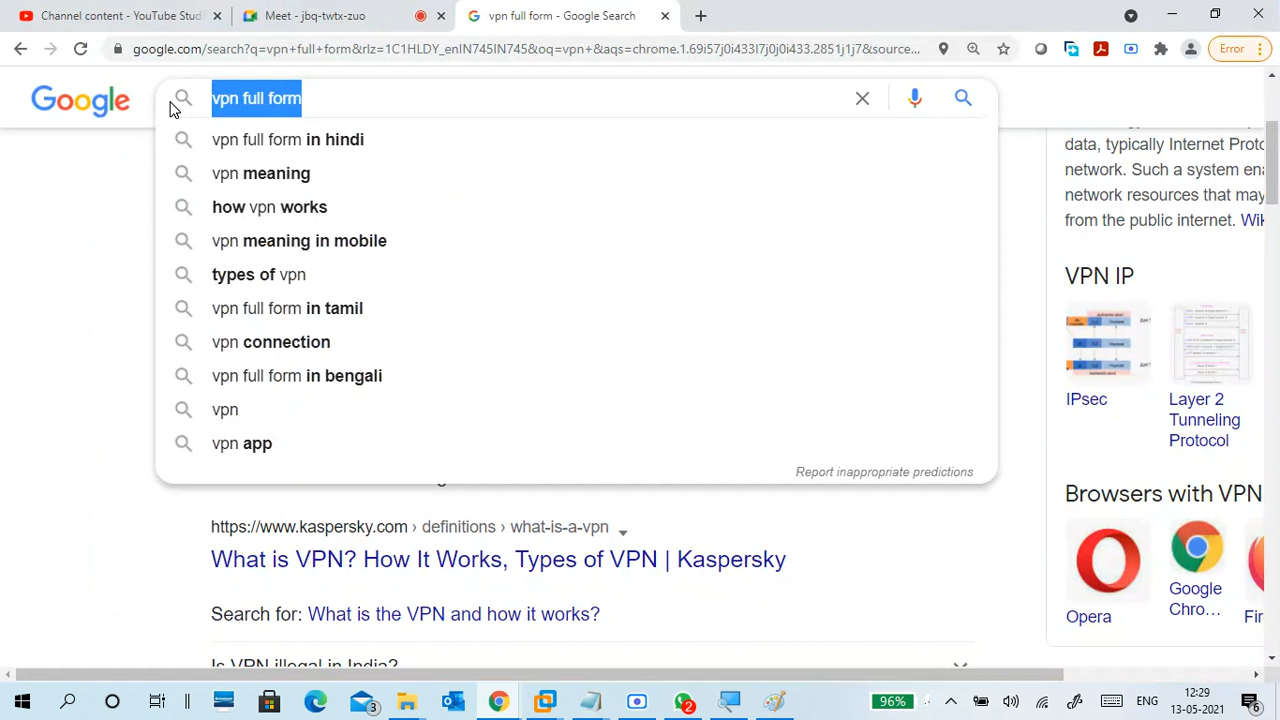 Channel content - YouTube Studi
Meet - jbq-twtx-zuo
vpn full form - Google Search
google.com/search?q=vpn+full+form&rlz=1C1HLDY_enIN745IN745&oq=vpn+&aqs=chrome.1.69i57j0i433l7j0j0i433.2851j1j7&source...
Error
Google
vpn full form
vpn full form in hindi
vpn meaning
how vpn works
vpn meaning in mobile
types of vpn
vpn full form in tamil
vpn connection
vpn full form in bengali
vpn
vpn app
Report inappropriate predictions
https://www.kaspersky.com › definitions › what-is-a-vpn
What is VPN? How It Works, Types of VPN | Kaspersky
Search for: What is the VPN and how it works?
Is VPN illegal in India?
data, typically Internet Proto
network. Such a system ena
network resources that may
from the public internet. Wik
VPN IP
IPsec
Layer 2
Tunneling
Protocol
Browsers with VPN
Opera
Google
Chro...
Fir
3
2
96%
ENG
12:29
13-05-2021
6